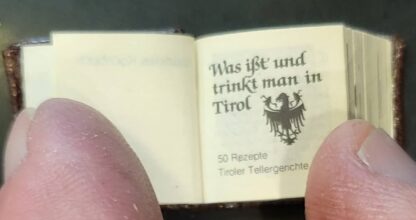 Was ißt und
trinkt man in
Tirol
50 Rezepte
Tiroler Tellergerichte